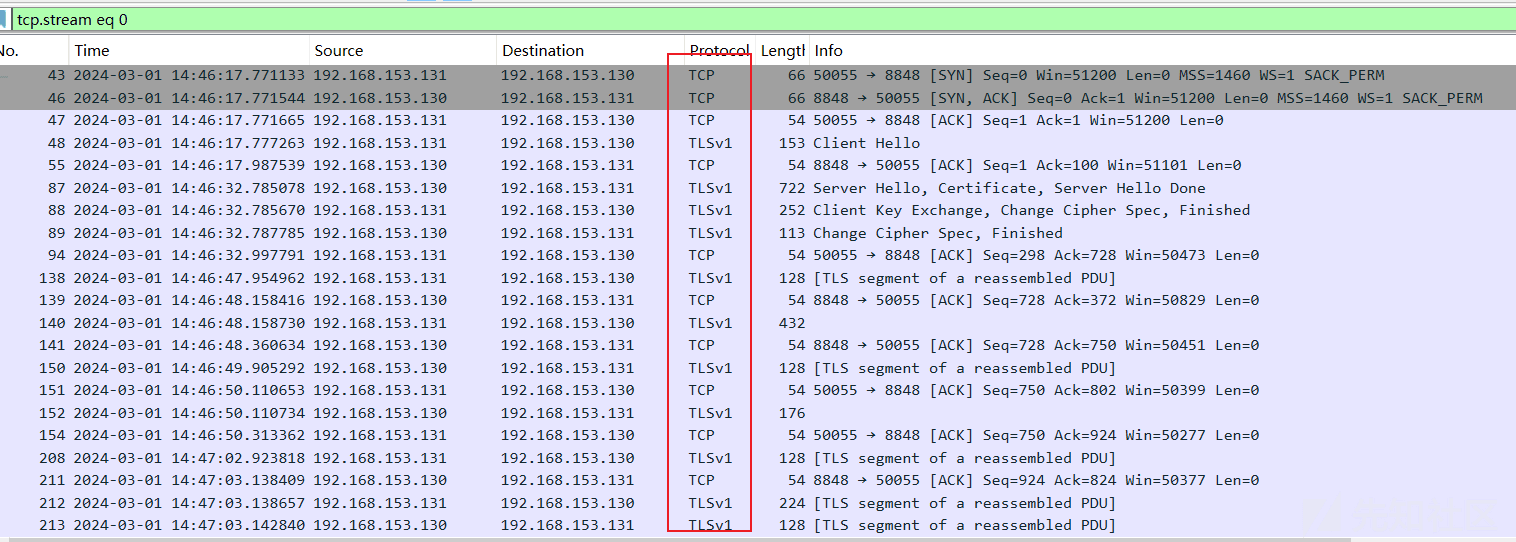 tcp.stream eq 0
No. Time Source Destination Protocol Length Info
43 2024-03-01 14:46:17.771133 192.168.153.131 192.168.153.130 TCP 66 50055 → 8848 [SYN] Seq=0 Win=51200 Len=0 MSS=1460 WS=1 SACK_PERM
46 2024-03-01 14:46:17.771544 192.168.153.130 192.168.153.131 TCP 66 8848 → 50055 [SYN, ACK] Seq=0 Ack=1 Win=51200 Len=0 MSS=1460 WS=1 SACK_PERM
47 2024-03-01 14:46:17.771665 192.168.153.131 192.168.153.130 TCP 54 50055 → 8848 [ACK] Seq=1 Ack=1 Win=51200 Len=0
48 2024-03-01 14:46:17.777263 192.168.153.131 192.168.153.130 TLSv1 153 Client Hello
55 2024-03-01 14:46:17.987539 192.168.153.130 192.168.153.131 TCP 54 8848 → 50055 [ACK] Seq=1 Ack=100 Win=51101 Len=0
87 2024-03-01 14:46:32.785078 192.168.153.130 192.168.153.131 TLSv1 722 Server Hello, Certificate, Server Hello Done
88 2024-03-01 14:46:32.785670 192.168.153.131 192.168.153.130 TLSv1 252 Client Key Exchange, Change Cipher Spec, Finished
89 2024-03-01 14:46:32.787785 192.168.153.130 192.168.153.131 TLSv1 113 Change Cipher Spec, Finished
94 2024-03-01 14:46:32.997791 192.168.153.131 192.168.153.130 TCP 54 50055 → 8848 [ACK] Seq=298 Ack=728 Win=50473 Len=0
138 2024-03-01 14:46:47.954962 192.168.153.131 192.168.153.130 TLSv1 128 [TLS segment of a reassembled PDU]
139 2024-03-01 14:46:48.158416 192.168.153.130 192.168.153.131 TCP 54 8848 → 50055 [ACK] Seq=728 Ack=372 Win=50829 Len=0
140 2024-03-01 14:46:48.158730 192.168.153.131 192.168.153.130 TLSv1 432
141 2024-03-01 14:46:48.360634 192.168.153.130 192.168.153.131 TCP 54 8848 → 50055 [ACK] Seq=728 Ack=750 Win=50451 Len=0
150 2024-03-01 14:46:49.905292 192.168.153.130 192.168.153.131 TLSv1 128 [TLS segment of a reassembled PDU]
151 2024-03-01 14:46:50.110653 192.168.153.131 192.168.153.130 TCP 54 50055 → 8848 [ACK] Seq=750 Ack=802 Win=50399 Len=0
152 2024-03-01 14:46:50.110734 192.168.153.130 192.168.153.131 TLSv1 176
154 2024-03-01 14:46:50.313362 192.168.153.131 192.168.153.130 TCP 54 50055 → 8848 [ACK] Seq=750 Ack=924 Win=50277 Len=0
208 2024-03-01 14:47:02.923818 192.168.153.131 192.168.153.130 TLSv1 128 [TLS segment of a reassembled PDU]
211 2024-03-01 14:47:03.138409 192.168.153.130 192.168.153.131 TCP 54 8848 → 50055 [ACK] Seq=924 Ack=824 Win=50377 Len=0
212 2024-03-01 14:47:03.138657 192.168.153.131 192.168.153.130 TLSv1 224 [TLS segment of a reassembled PDU]
213 2024-03-01 14:47:03.142840 192.168.153.130 192.168.153.131 TLSv1 128 [TLS segment of a reassembled PDU]